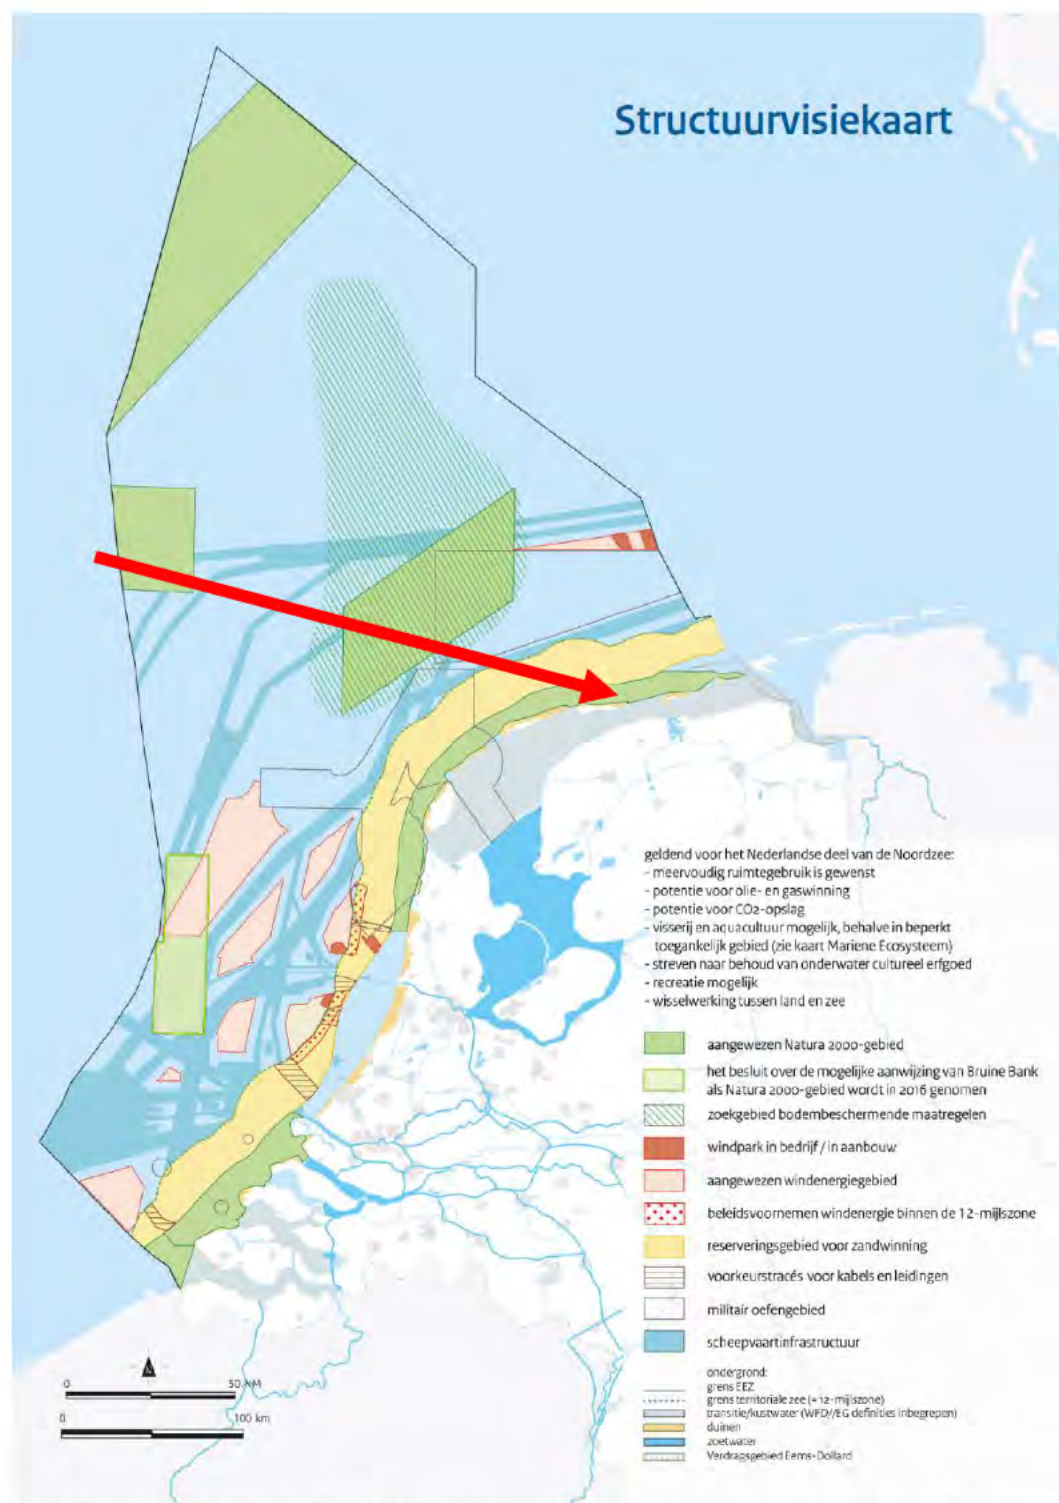 Structuurvisiekaart
geldend voor het Nederlandse deel van de Noordzee:
- meervoudig ruimtegebruik is gewenst
- potentie voor olie- en gaswinning
- potentie voor CO2-opslag
- visserij en aquacultuur mogelijk, behalve in beperkt
toegankelijk gebied (zie kaart Mariene Ecosysteem)
- streven naar behoud van onderwater cultureel erfgoed
- recreatie mogelijk
- wisselwerking tussen land en zee
aangewezen Natura 2000-gebied
het besluit over de mogelijke aanwijzing van Bruine Bank
als Natura 2000-gebied wordt in 2016 genomen
zoekgebied bodembeschermende maatregelen
windpark in bedrijf / in aanbouw
aangewezen windenergiegebied
beleidsvoornemen windenergie binnen de 12-mijlszone
reserveringsgebied voor zandwinning
voorkeurstracés voor kabels en leidingen
militair oefengebied
scheepvaartinfrastructuur
ondergrond:
grens EEZ
grens territoriale zee (= 12-mijlszone)
transitie/kustwater (WFD//EG definities inbegrepen)
duinen
zoetwater
Verdragsgebied Eems-Dollard
0 50 NM
0 100 km